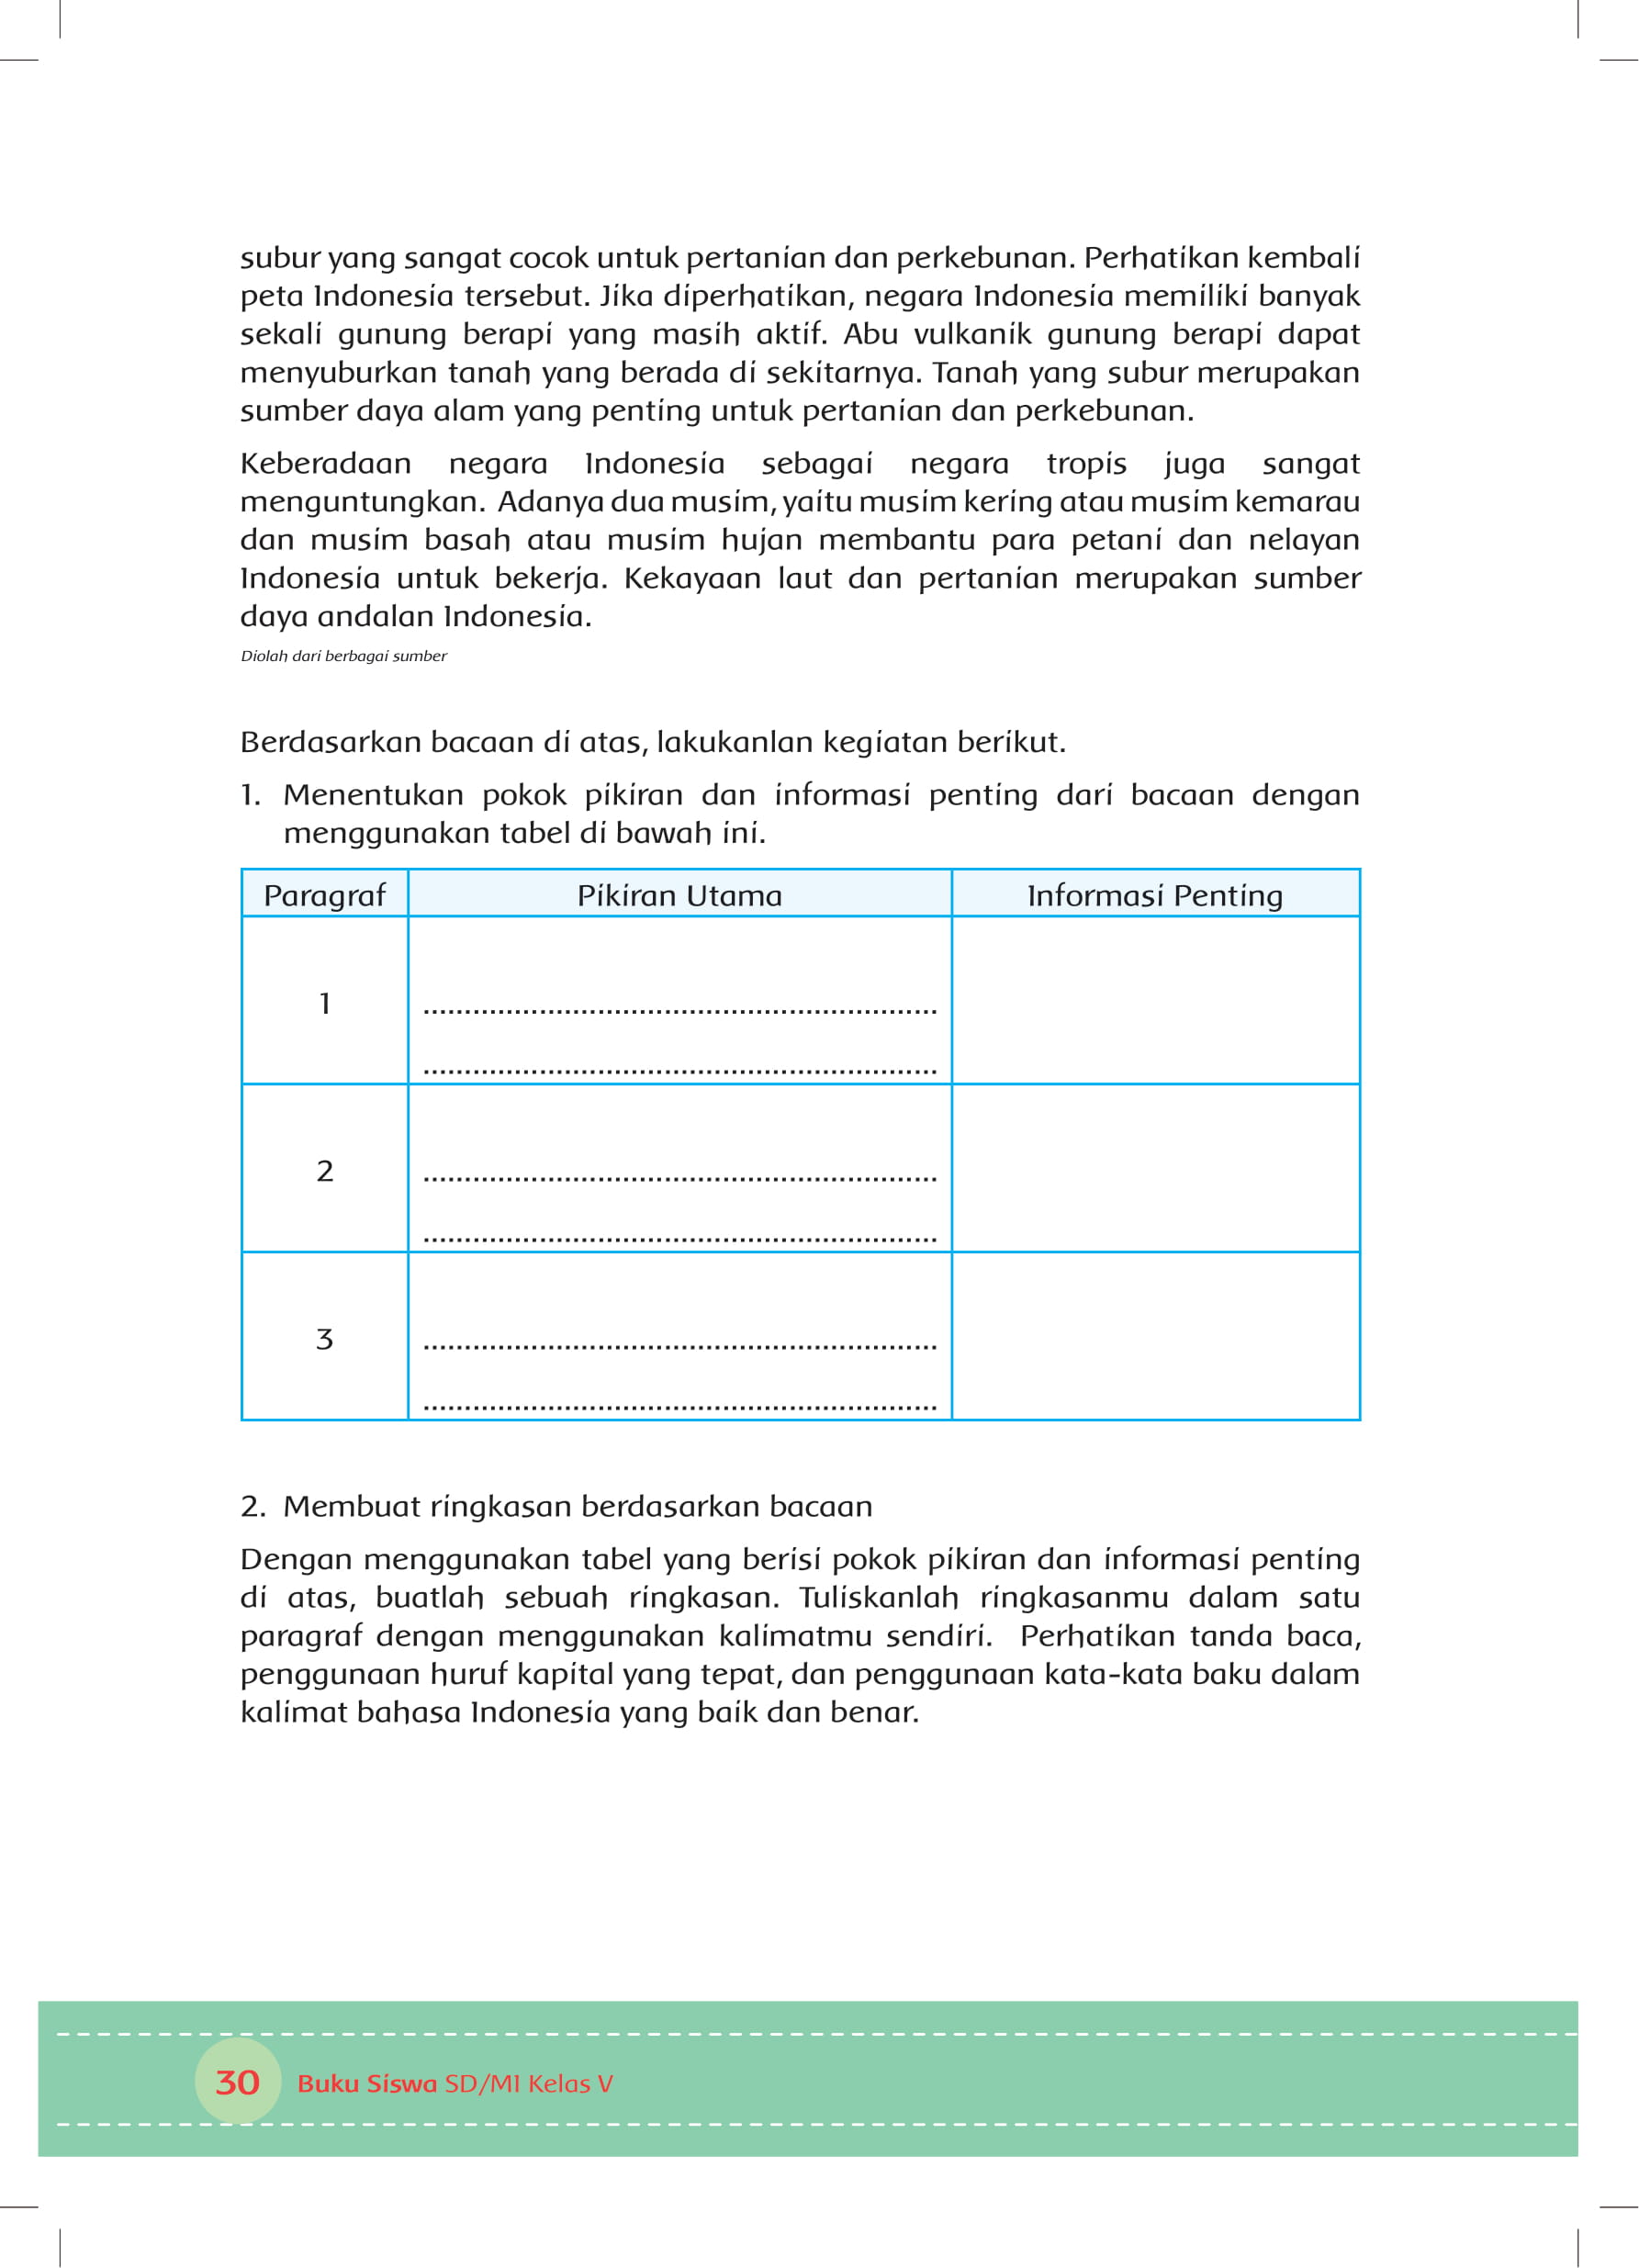 subur yang sangat cocok untuk pertanian dan perkebunan. Perhatikan kembali
peta Indonesia tersebut. Jika diperhatikan, negara Indonesia memiliki banyak
sekali gunung berapi yang masih aktif. Abu vulkanik gunung berapi dapat
menyuburkan tanah yang berada di sekitarnya. Tanah yang subur merupakan
sumber daya alam yang penting untuk pertanian dan perkebunan.
Keberadaan negara Indonesia sebagai negara tropis juga sangat
menguntungkan. Adanya dua musim, yaitu musim kering atau musim kemarau
dan musim basah atau musim hujan membantu para petani dan nelayan
Indonesia untuk bekerja. Kekayaan laut dan pertanian merupakan sumber
daya andalan Indonesia.
Diolah dari berbagai sumber
Berdasarkan bacaan di atas, lakukanlan kegiatan berikut.
1. Menentukan pokok pikiran dan informasi penting dari bacaan dengan
menggunakan tabel di bawah ini.
Paragraf Pikiran Utama Informasi Penting
1 ..............................................................
..............................................................
2 ..............................................................
..............................................................
3 ..............................................................
..............................................................
2. Membuat ringkasan berdasarkan bacaan
Dengan menggunakan tabel yang berisi pokok pikiran dan informasi penting
di atas, buatlah sebuah ringkasan. Tuliskanlah ringkasanmu dalam satu
paragraf dengan menggunakan kalimatmu sendiri. Perhatikan tanda baca,
penggunaan huruf kapital yang tepat, dan penggunaan kata-kata baku dalam
kalimat bahasa Indonesia yang baik dan benar.
30 Buku Siswa SD/MI Kelas V